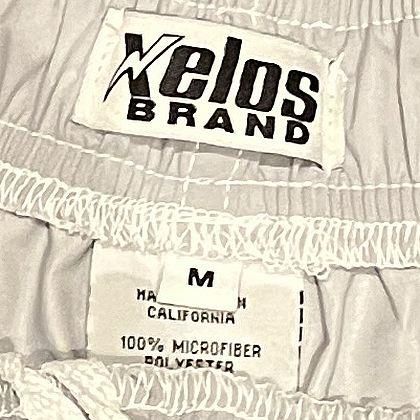 Xelos
BRAND
M
CALIFORNIA
100% MICROFIBER
POLYESTER